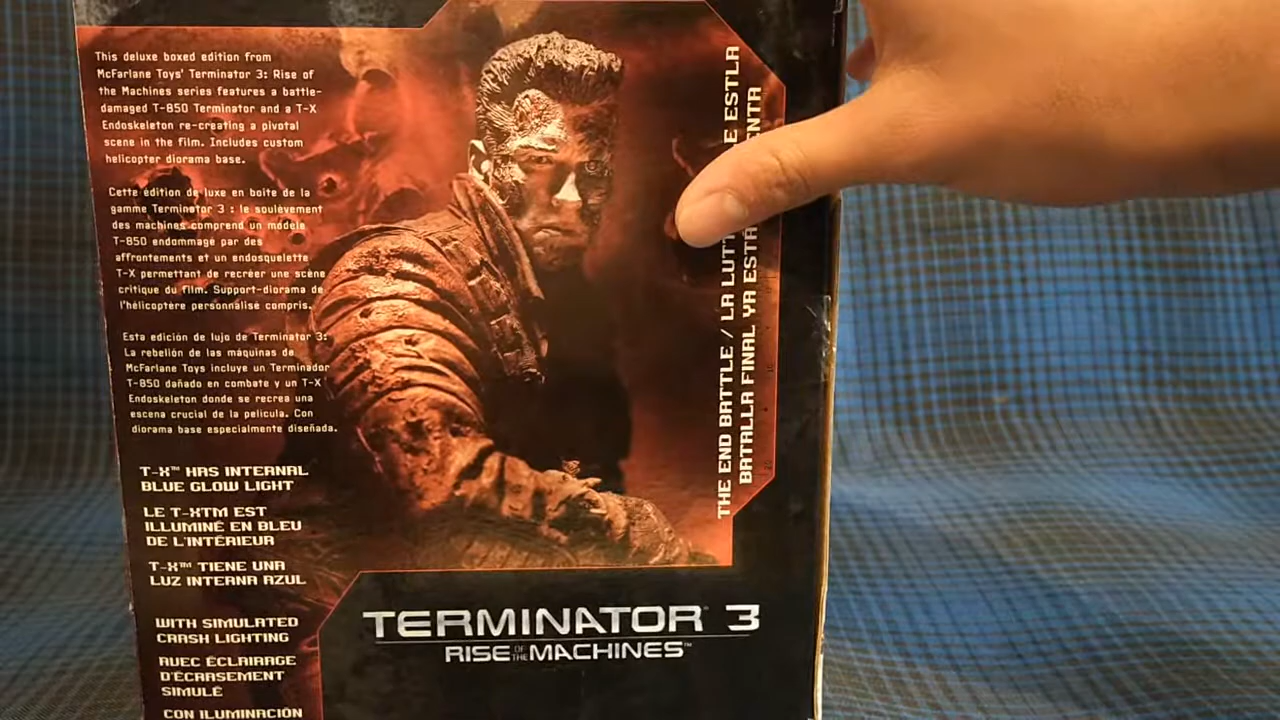 This deluxe boxed edition from
McFarlane Toys' Terminator 3: Rise of
the Machines series features a battle-
damaged T-850 Terminator and a T-X
Endoskeleton re-creating a pivotal
scene in the film. Includes custom
helicopter diorama base.
Cette édition de luxe en boîte de la
gamme Terminator 3 : le soulèvement
des machines comprend un modèle
T-850 endommagé par des
affrontements et un endosquelette
T-X permettant de recréer une scène
critique du film. Support-diorama de
l'hélicoptère personnalisé compris.
Esta edición de lujo de Terminator 3:
La rebelión de las máquinas de
McFarlane Toys incluye un Terminador
T-850 dañado en combate y un T-X
Endoskeleton donde se recrea una
escena crucial de la película. Con
diorama base especialmente diseñada.
T-X™ HAS INTERNAL
BLUE GLOW LIGHT
LE T-XTM EST
ILLUMINÉ EN BLEU
DE L'INTÉRIEUR
T-X™ TIENE UNA
LUZ INTERNA AZUL
WITH SIMULATED
CRASH LIGHTING
AVEC ÉCLAIRAGE
D'ÉCRASEMENT
SIMULÉ
CON ILUMINACIÓN
THE END BATTLE / LA EST LA
BATALLA FINAL YA
TERMINATOR™ 3
RISE OF THE MACHINES™